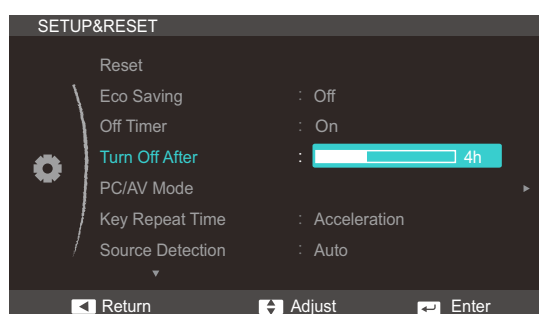 SETUP&RESET
Reset
Eco Saving : Off
Off Timer : On
Turn Off After : 4h
PC/AV Mode
Key Repeat Time : Acceleration
Source Detection : Auto
Return Adjust Enter